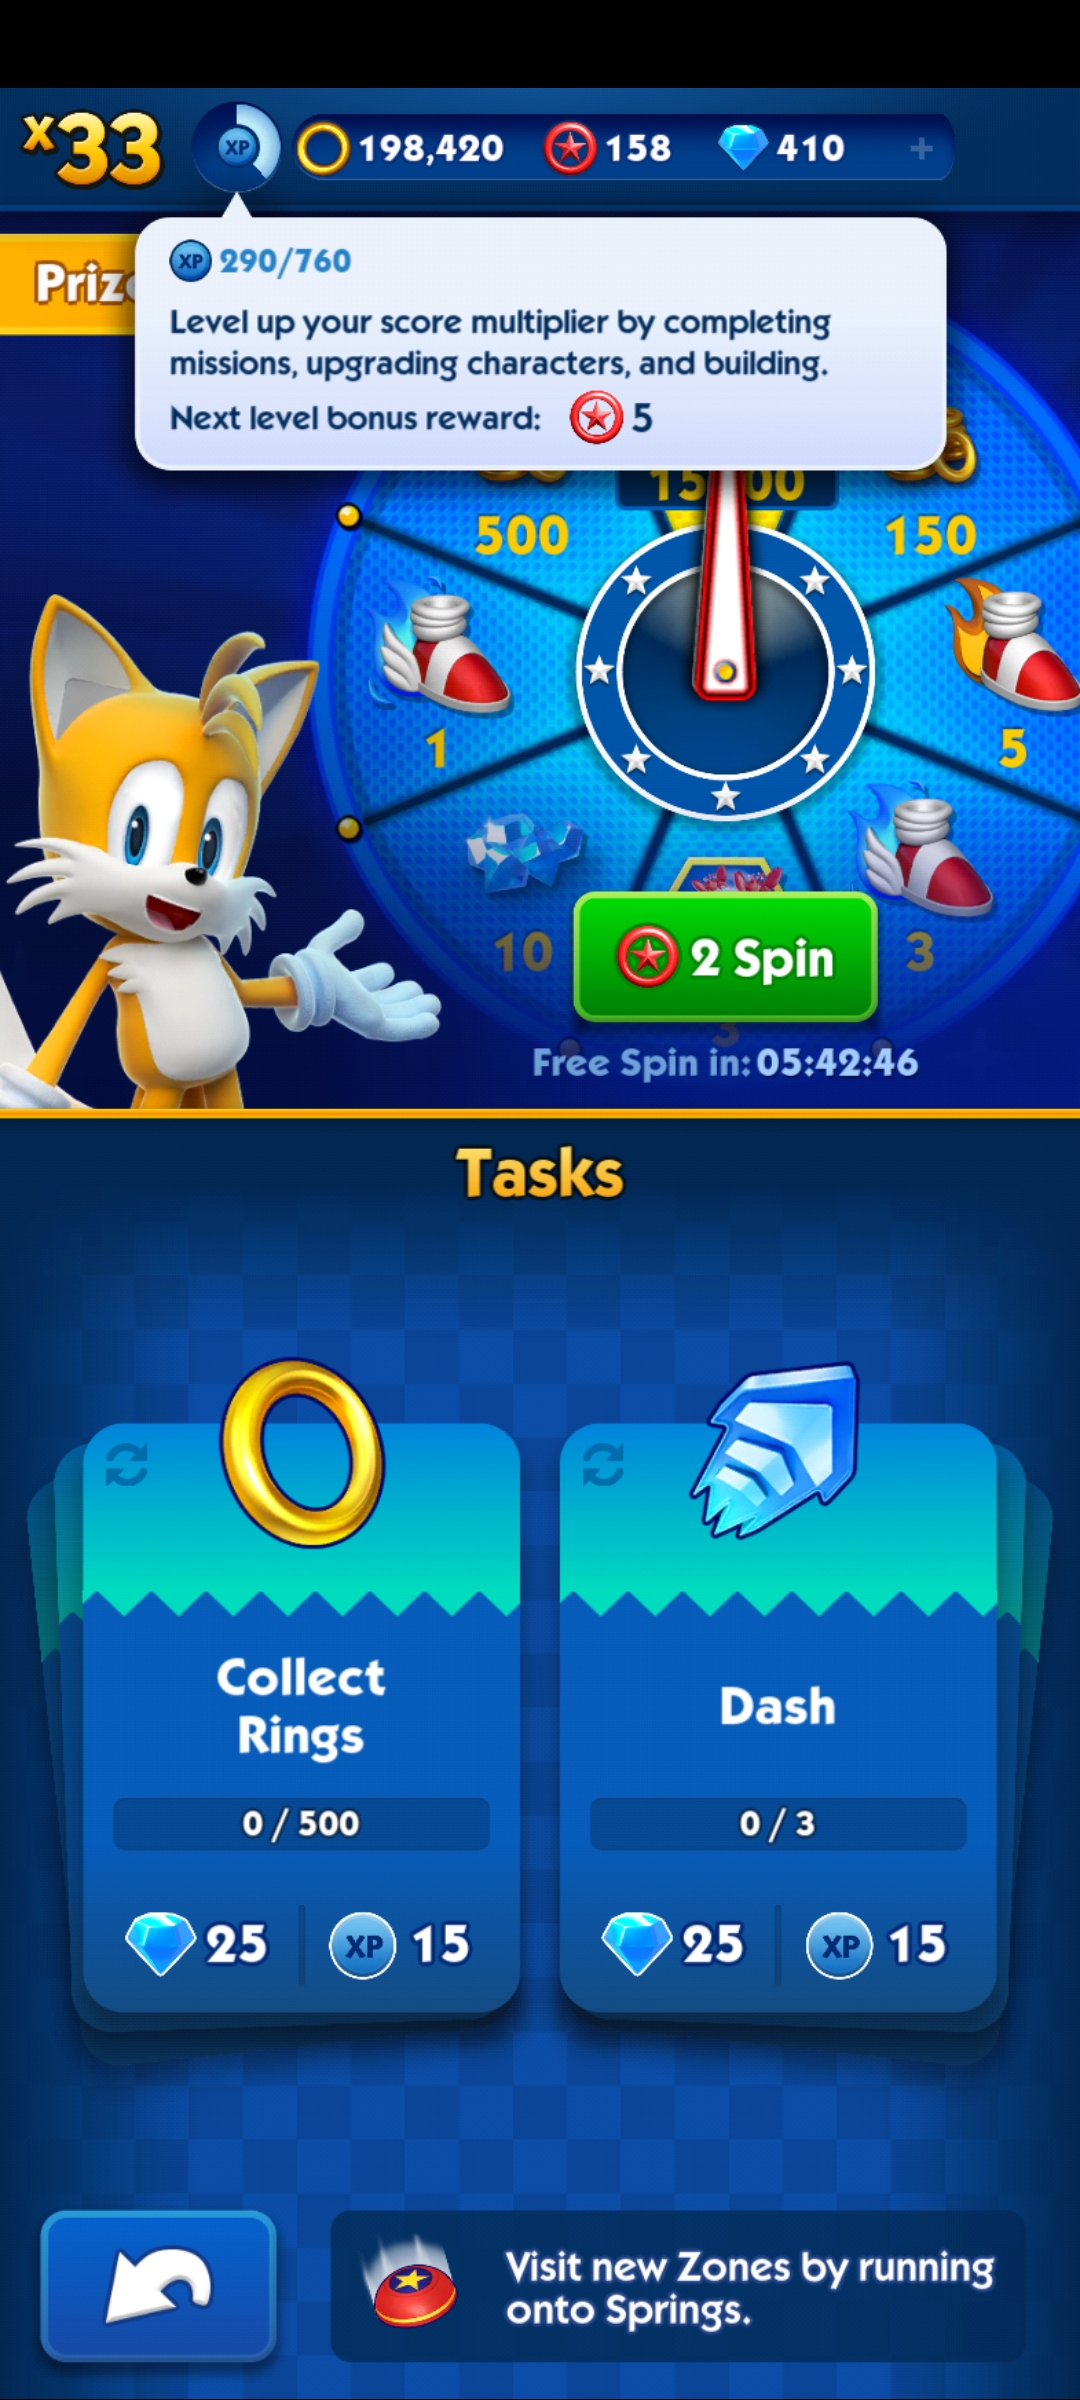 x33
XP
198,420
158
410
+
XP 290/760
Level up your score multiplier by completing
missions, upgrading characters, and building.
Next level bonus reward: 5
500
150
1
5
10
2 Spin
3
3
Free Spin in: 05:42:46
Tasks
Collect
Rings
0 / 500
25
XP 15
Dash
0 / 3
25
XP 15
Visit new Zones by running
onto Springs.